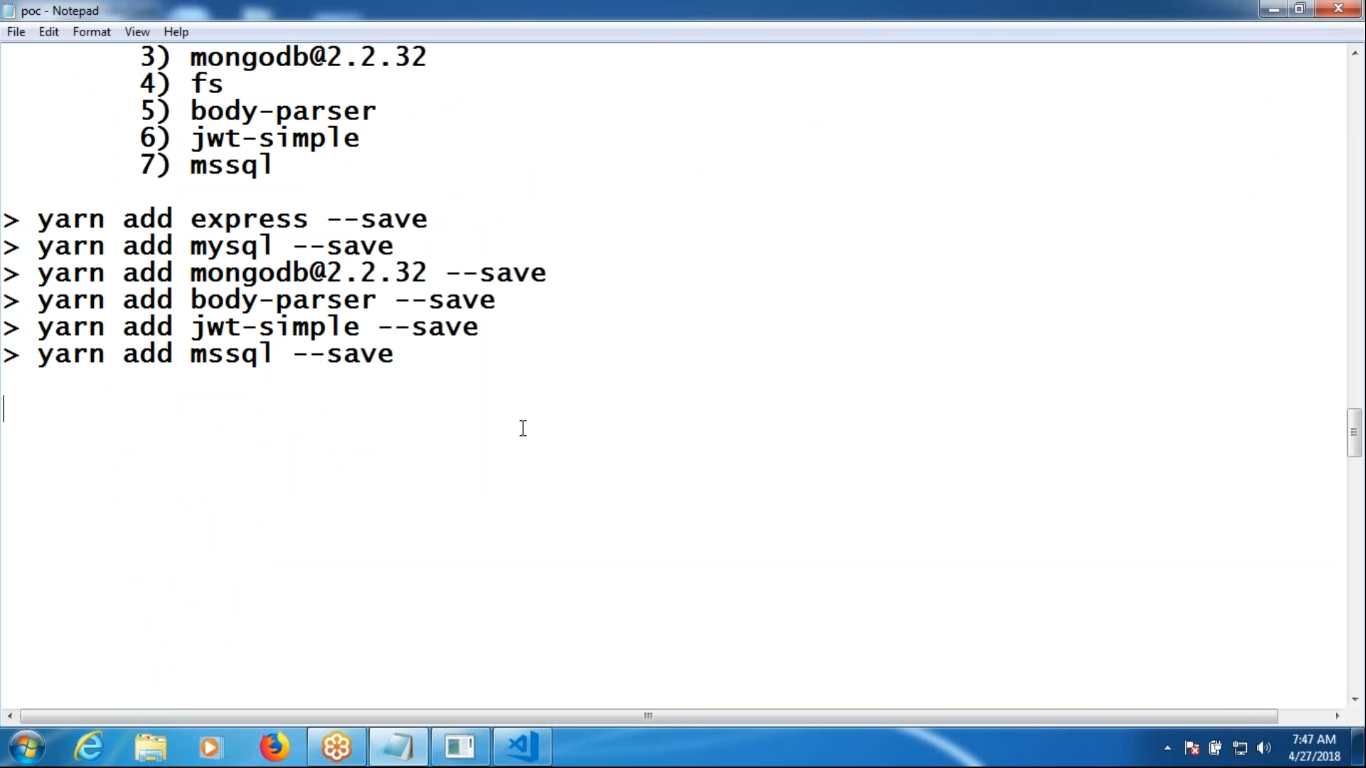 poc - Notepad
File Edit Format View Help
3) mongodb@2.2.32
4) fs
5) body-parser
6) jwt-simple
7) mssql
> yarn add express --save
> yarn add mysql --save
> yarn add mongodb@2.2.32 --save
> yarn add body-parser --save
> yarn add jwt-simple --save
> yarn add mssql --save
7:47 AM
4/27/2018